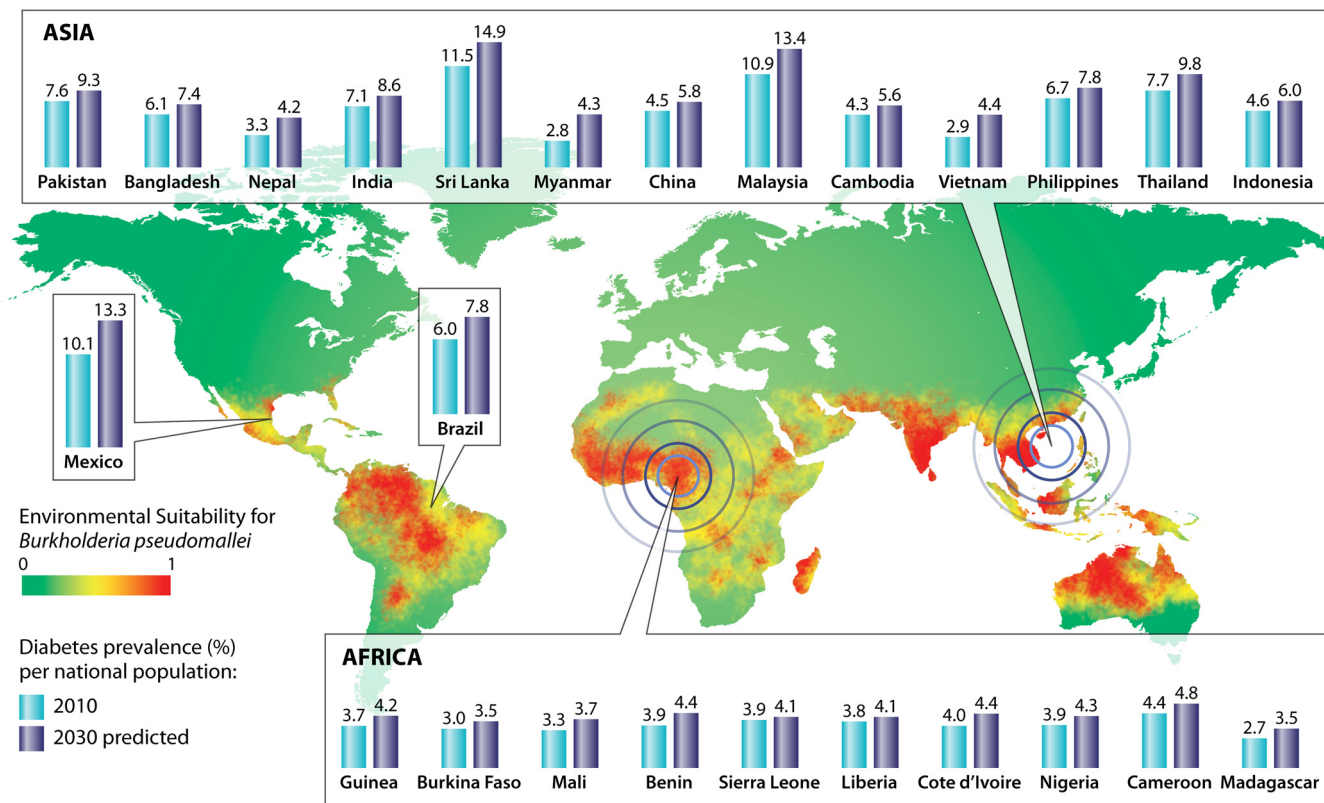 ASIA
7.6 9.3 6.1 7.4 3.3 4.2 7.1 8.6 11.5 14.9 2.8 4.3 4.5 5.8 10.9 13.4 4.3 5.6 2.9 4.4 6.7 7.8 7.7 9.8 4.6 6.0
Pakistan Bangladesh Nepal India Sri Lanka Myanmar China Malaysia Cambodia Vietnam Philippines Thailand Indonesia
10.1 13.3
Mexico
6.0 7.8
Brazil
Environmental Suitability for
Burkholderia pseudomallei
0 1
Diabetes prevalence (%)
per national population:
2010
2030 predicted
AFRICA
3.7 4.2 3.0 3.5 3.3 3.7 3.9 4.4 3.9 4.1 3.8 4.1 4.0 4.4 3.9 4.3 4.4 4.8 2.7 3.5
Guinea Burkina Faso Mali Benin Sierra Leone Liberia Cote d'Ivoire Nigeria Cameroon Madagascar